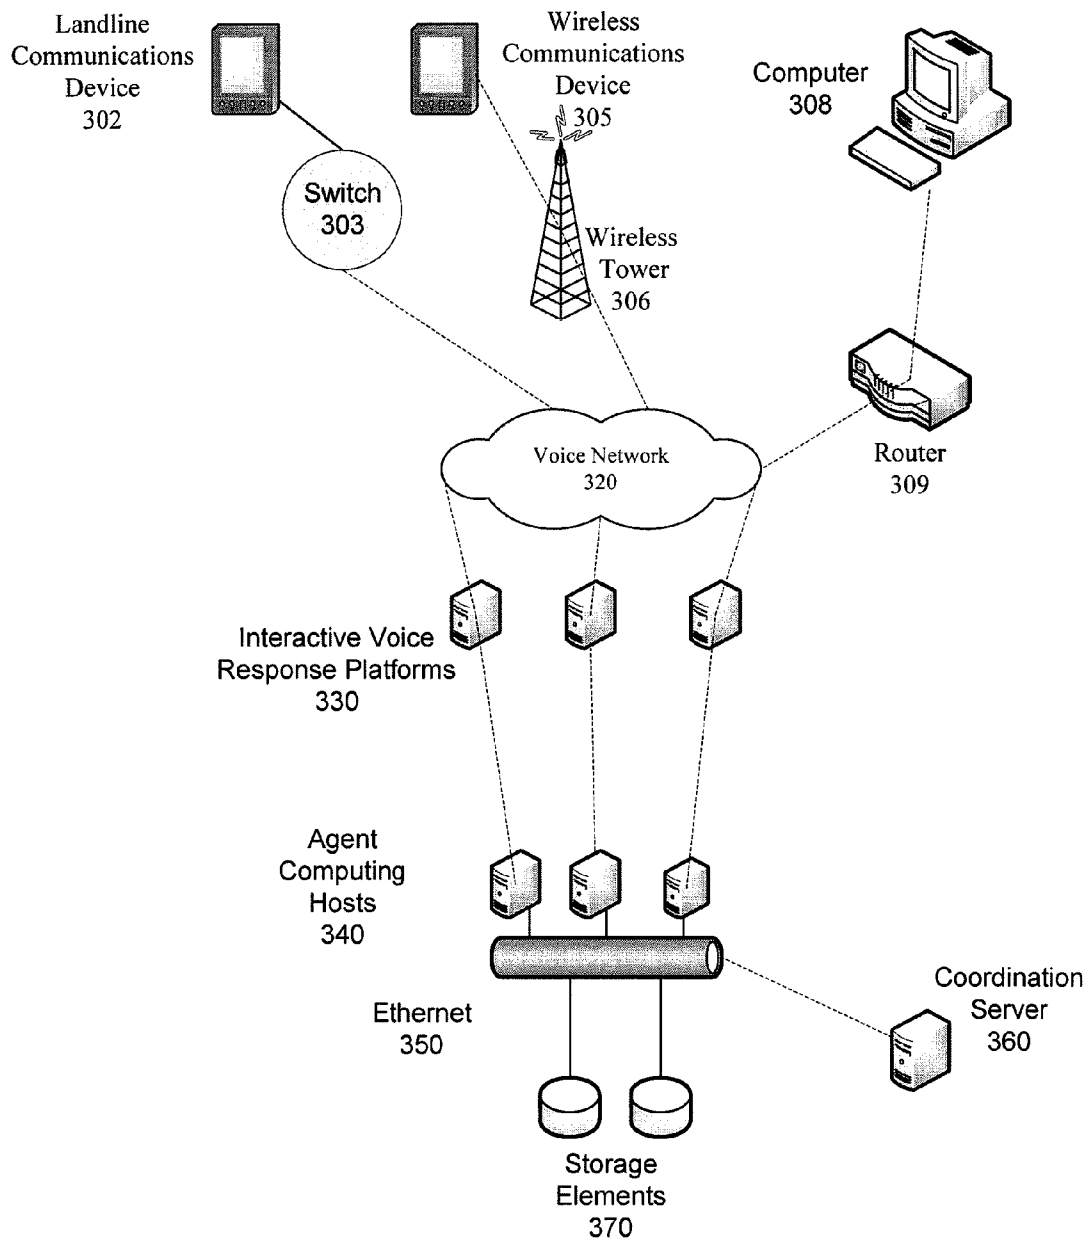 Landline
Communications
Device
302
Wireless
Communications
Device
305
Computer
308
Switch
303
Wireless
Tower
306
Router
309
Voice Network
320
Interactive Voice
Response Platforms
330
Agent
Computing
Hosts
340
Ethernet
350
Coordination
Server
360
Storage
Elements
370